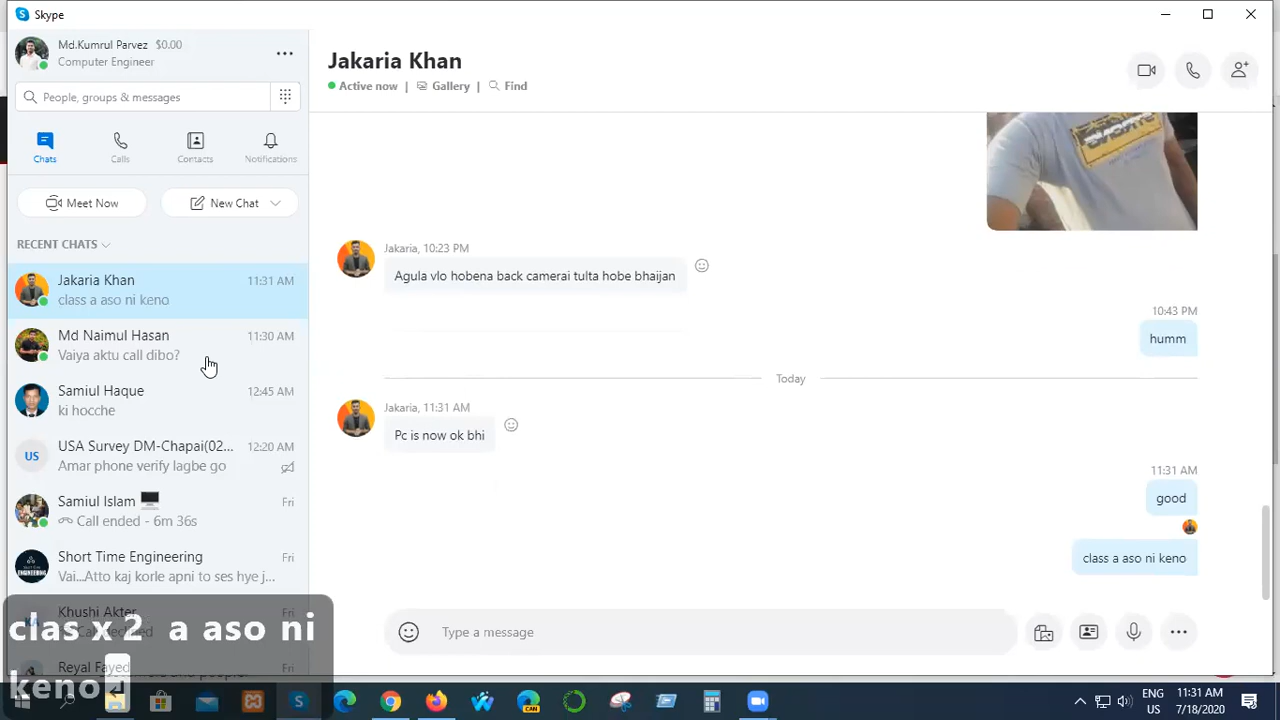 Skype
Md.Kumrul Parvez $0.00
Computer Engineer
People, groups & messages
Chats Calls Contacts Notifications
Meet Now New Chat
RECENT CHATS
Jakaria Khan 11:31 AM
class a aso ni keno
Md Naimul Hasan 11:30 AM
Vaiya aktu call dibo?
Samiul Haque 12:45 AM
ki hocche
US USA Survey DM-Chapai(02... 12:20 AM
Amar phone verify lagbe go
Samiul Islam Fri
Call ended - 6m 36s
Short Time Engineering Fri
Vai...Atto kaj korle apni to ses hye j...
Khushi Akter Fri
Reyal Fayed Fri
clas x 2 a aso ni
keno
Jakaria Khan
Active now | Gallery | Find
Jakaria, 10:23 PM
Agula vlo hobena back camerai tulta hobe bhaijan
10:43 PM
humm
Today
Jakaria, 11:31 AM
Pc is now ok bhi
11:31 AM
good
class a aso ni keno
Type a message
CAN
ENG 11:31 AM
US 7/18/2020